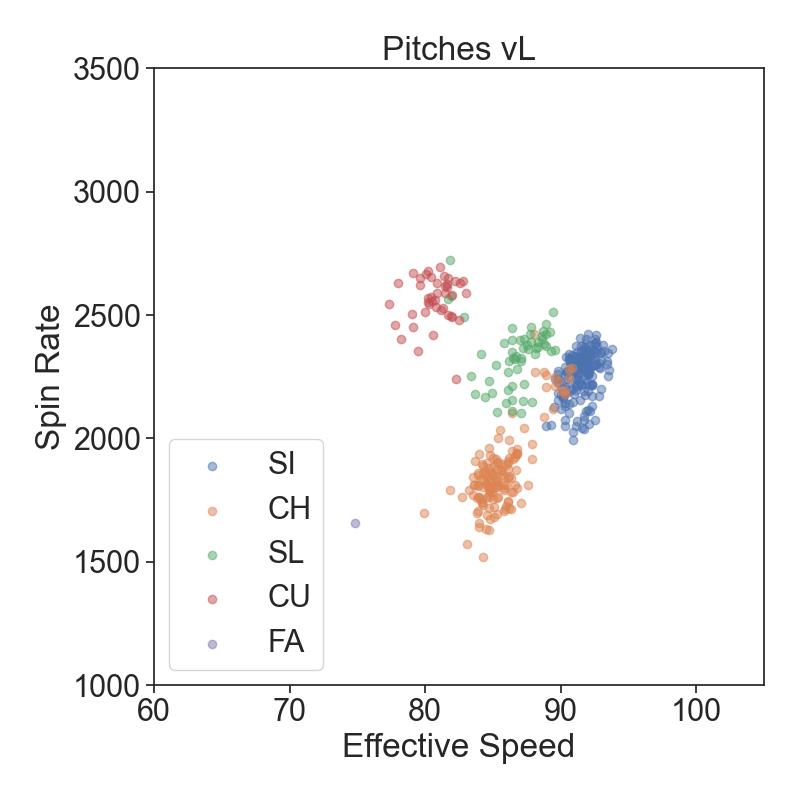 Pitches vL
3500
3000
2500
2000
1500
1000
Spin Rate
SI
CH
SL
CU
FA
60 70 80 90 100
Effective Speed